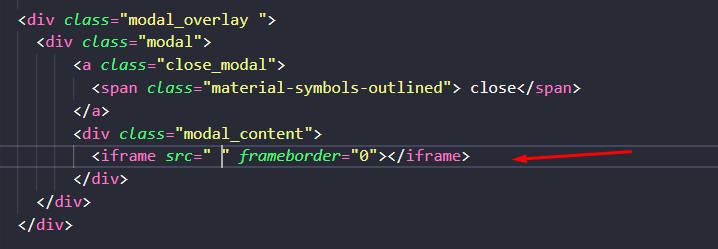 <div class="modal_overlay ">
<div class="modal">
<a class="close_modal">
<span class="material-symbols-outlined"> close</span>
</a>
<div class="modal_content">
<iframe src=" " frameborder="0"></iframe>
</div>
</div>
</div>